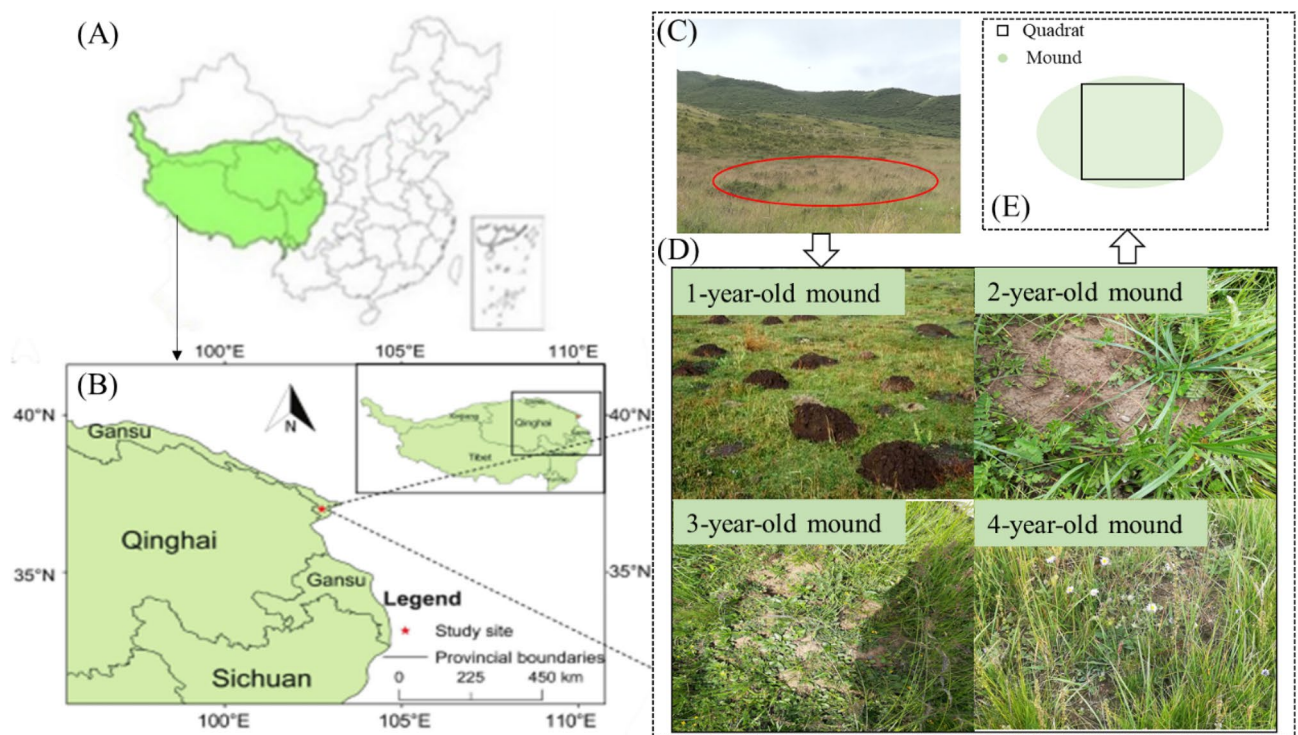 (A)
(B)
100°E
105°E
110°E
40°N
35°N
40°N
35°N
Gansu
Qinghai
Gansu
Sichuan
N
Qinghai
Tibet
Legend
Study site
Provincial boundaries
0 225 450 km
100°E
105°E
110°E
(C)
(D)
1-year-old mound
2-year-old mound
3-year-old mound
4-year-old mound
Quadrat
Mound
(E)